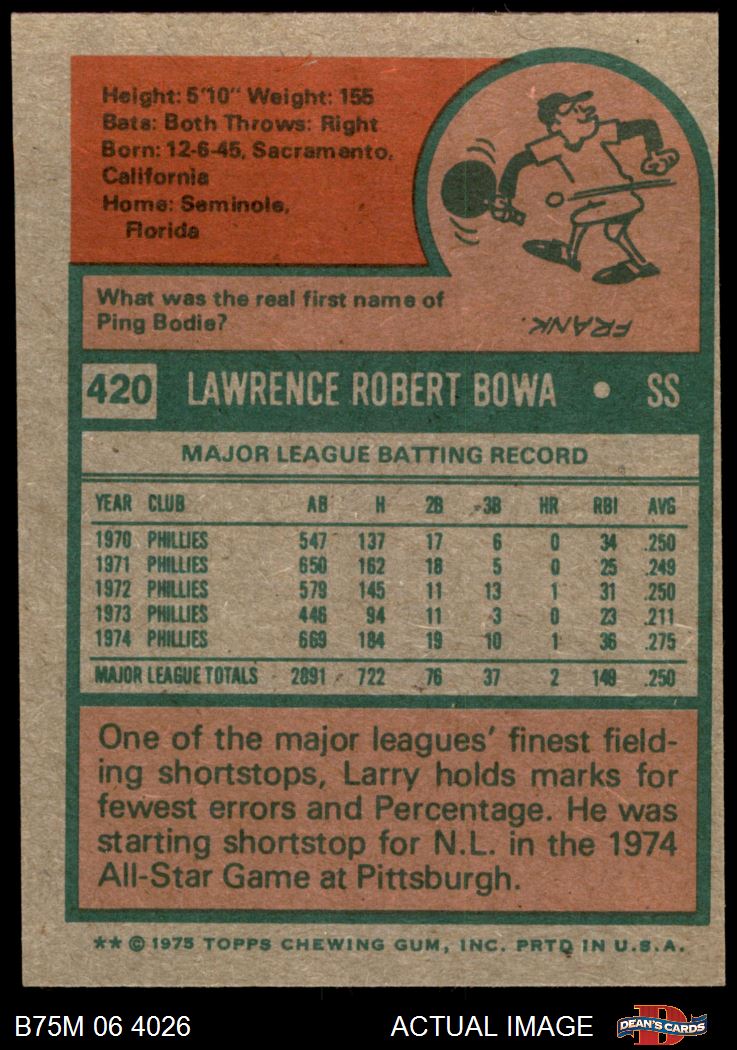 Height: 5'10" Weight: 155
Bats: Both Throws: Right
Born: 12-6-45, Sacramento,
California
Home: Seminole,
Florida
What was the real first name of
Ping Bodie?
FRANK.
420 LAWRENCE ROBERT BOWA • SS
MAJOR LEAGUE BATTING RECORD
YEAR CLUB AB H 2B 3B HR RBI AVG
1970 PHILLIES 547 137 17 6 0 34 .250
1971 PHILLIES 650 162 18 5 0 25 .249
1972 PHILLIES 579 145 11 13 1 31 .250
1973 PHILLIES 446 94 11 3 0 23 .211
1974 PHILLIES 669 184 19 10 1 36 .275
MAJOR LEAGUE TOTALS 2891 722 76 37 2 149 .250
One of the major leagues' finest field-
ing shortstops, Larry holds marks for
fewest errors and Percentage. He was
starting shortstop for N.L. in the 1974
All-Star Game at Pittsburgh.
** © 1975 TOPPS CHEWING GUM, INC. PRTD IN U.S.A.
B75M 06 4026 ACTUAL IMAGE D DEAN'S CARDS